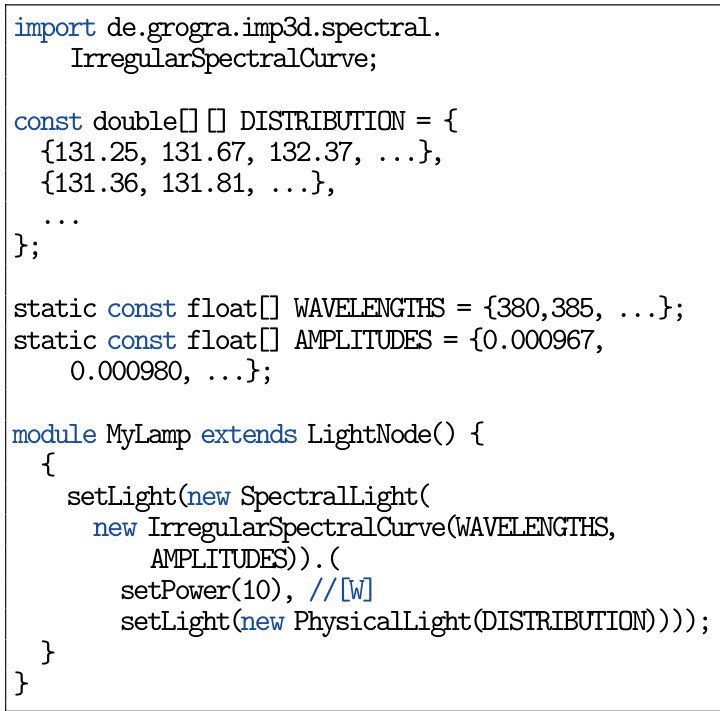 import de.grogra.imp3d.spectral.
IrregularSpectralCurve;
const double[][] DISTRIBUTION = {
{131.25, 131.67, 132.37, ...},
{131.36, 131.81, ...},
...
};
static const float[] WAVELENGTHS = {380,385, ...};
static const float[] AMPLITUDES = {0.000967,
0.000980, ...};
module MyLamp extends LightNode() {
{
setLight(new SpectralLight(
new IrregularSpectralCurve(WAVELENGTHS,
AMPLITUDES)).(
setPower(10), //[W]
setLight(new PhysicalLight(DISTRIBUTION))));
}
}